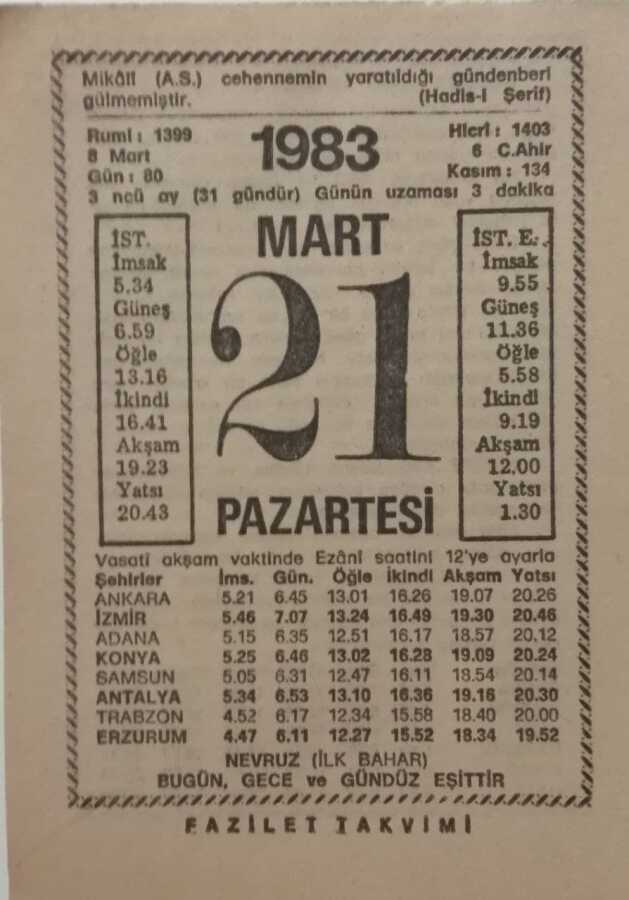 Mikâil (A.S.) cehennemin yaratıldığı gündenberi
gülmemiştir. (Hadis-i Şerif)
Rumi : 1399
8 Mart
Gün : 80
1983
Hicri : 1403
6 C.Ahir
Kasım : 134
3 ncü ay (31 gündür) Günün uzaması 3 dakika
İST.
İmsak
5.34
Güneş
6.59
Öğle
13.16
İkindi
16.41
Akşam
19.23
Yatsı
20.43
MART
21
PAZARTESİ
İST. E.
İmsak
9.55
Güneş
11.36
Öğle
5.58
İkindi
9.19
Akşam
12.00
Yatsı
1.30
Vasati akşam vaktinde Ezâni saatini 12'ye ayarla
Şehirler İms. Gün. Öğle İkindi Akşam Yatsı
ANKARA 5.21 6.45 13.01 16.26 19.07 20.26
İZMİR 5.46 7.07 13.24 16.49 19.30 20.46
ADANA 5.15 6.35 12.51 16.17 18.57 20.12
KONYA 5.25 6.46 13.02 16.28 19.09 20.24
SAMSUN 5.05 6.31 12.47 16.11 18.54 20.14
ANTALYA 5.34 6.53 13.10 16.36 19.16 20.30
TRABZON 4.52 6.17 12.34 15.58 18.40 20.00
ERZURUM 4.47 6.11 12.27 15.52 18.34 19.52
NEVRUZ (İLK BAHAR)
BUGÜN, GECE ve GÜNDÜZ EŞİTTİR
FAZİLET TAKVİMİ